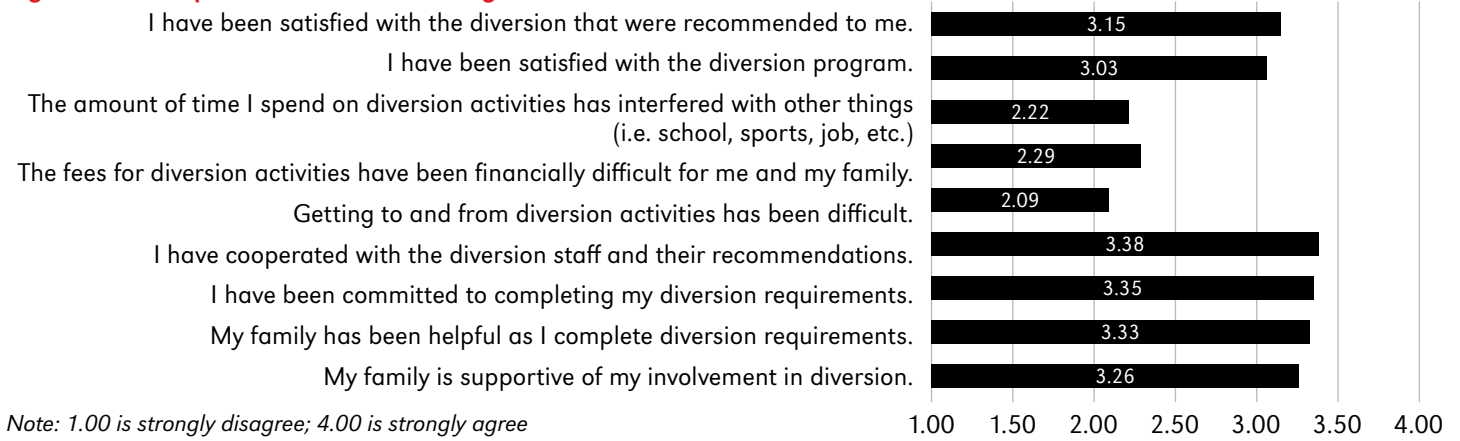 I have been satisfied with the diversion that were recommended to me.
3.15
I have been satisfied with the diversion program.
3.03
The amount of time I spend on diversion activities has interfered with other things
(i.e. school, sports, job, etc.)
2.22
The fees for diversion activities have been financially difficult for me and my family.
2.29
Getting to and from diversion activities has been difficult.
2.09
I have cooperated with the diversion staff and their recommendations.
3.38
I have been committed to completing my diversion requirements.
3.35
My family has been helpful as I complete diversion requirements.
3.33
My family is supportive of my involvement in diversion.
3.26
Note: 1.00 is strongly disagree; 4.00 is strongly agree
1.00 1.50 2.00 2.50 3.00 3.50 4.00